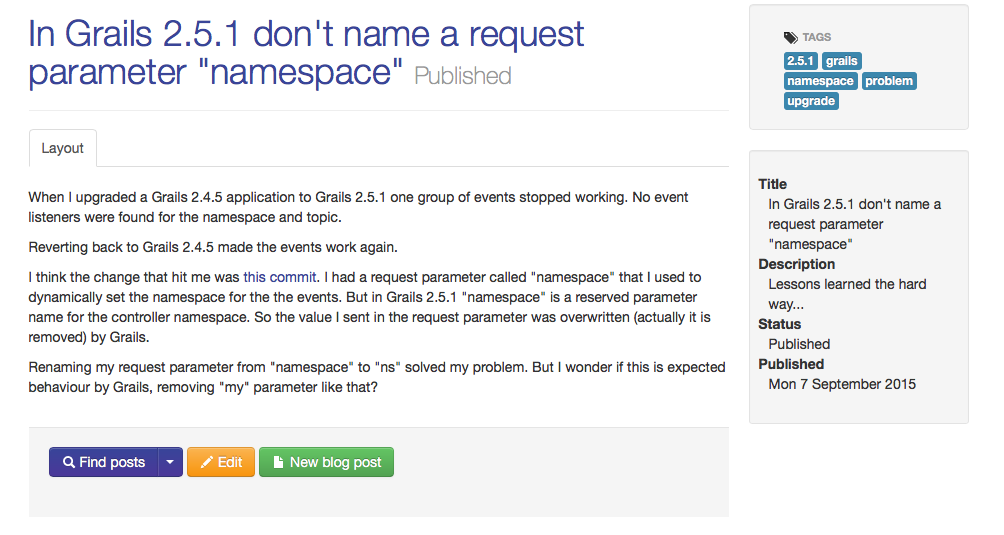 In Grails 2.5.1 don't name a request
parameter "namespace" Published
Layout
When I upgraded a Grails 2.4.5 application to Grails 2.5.1 one group of events stopped working. No event
listeners were found for the namespace and topic.
Reverting back to Grails 2.4.5 made the events work again.
I think the change that hit me was this commit. I had a request parameter called "namespace" that I used to
dynamically set the namespace for the the events. But in Grails 2.5.1 "namespace" is a reserved parameter
name for the controller namespace. So the value I sent in the request parameter was overwritten (actually it is
removed) by Grails.
Renaming my request parameter from "namespace" to "ns" solved my problem. But I wonder if this is expected
behaviour by Grails, removing "my" parameter like that?
Find posts
Edit
New blog post
TAGS
2.5.1 grails
namespace problem
upgrade
Title
In Grails 2.5.1 don't name a
request parameter
"namespace"
Description
Lessons learned the hard
way...
Status
Published
Published
Mon 7 September 2015